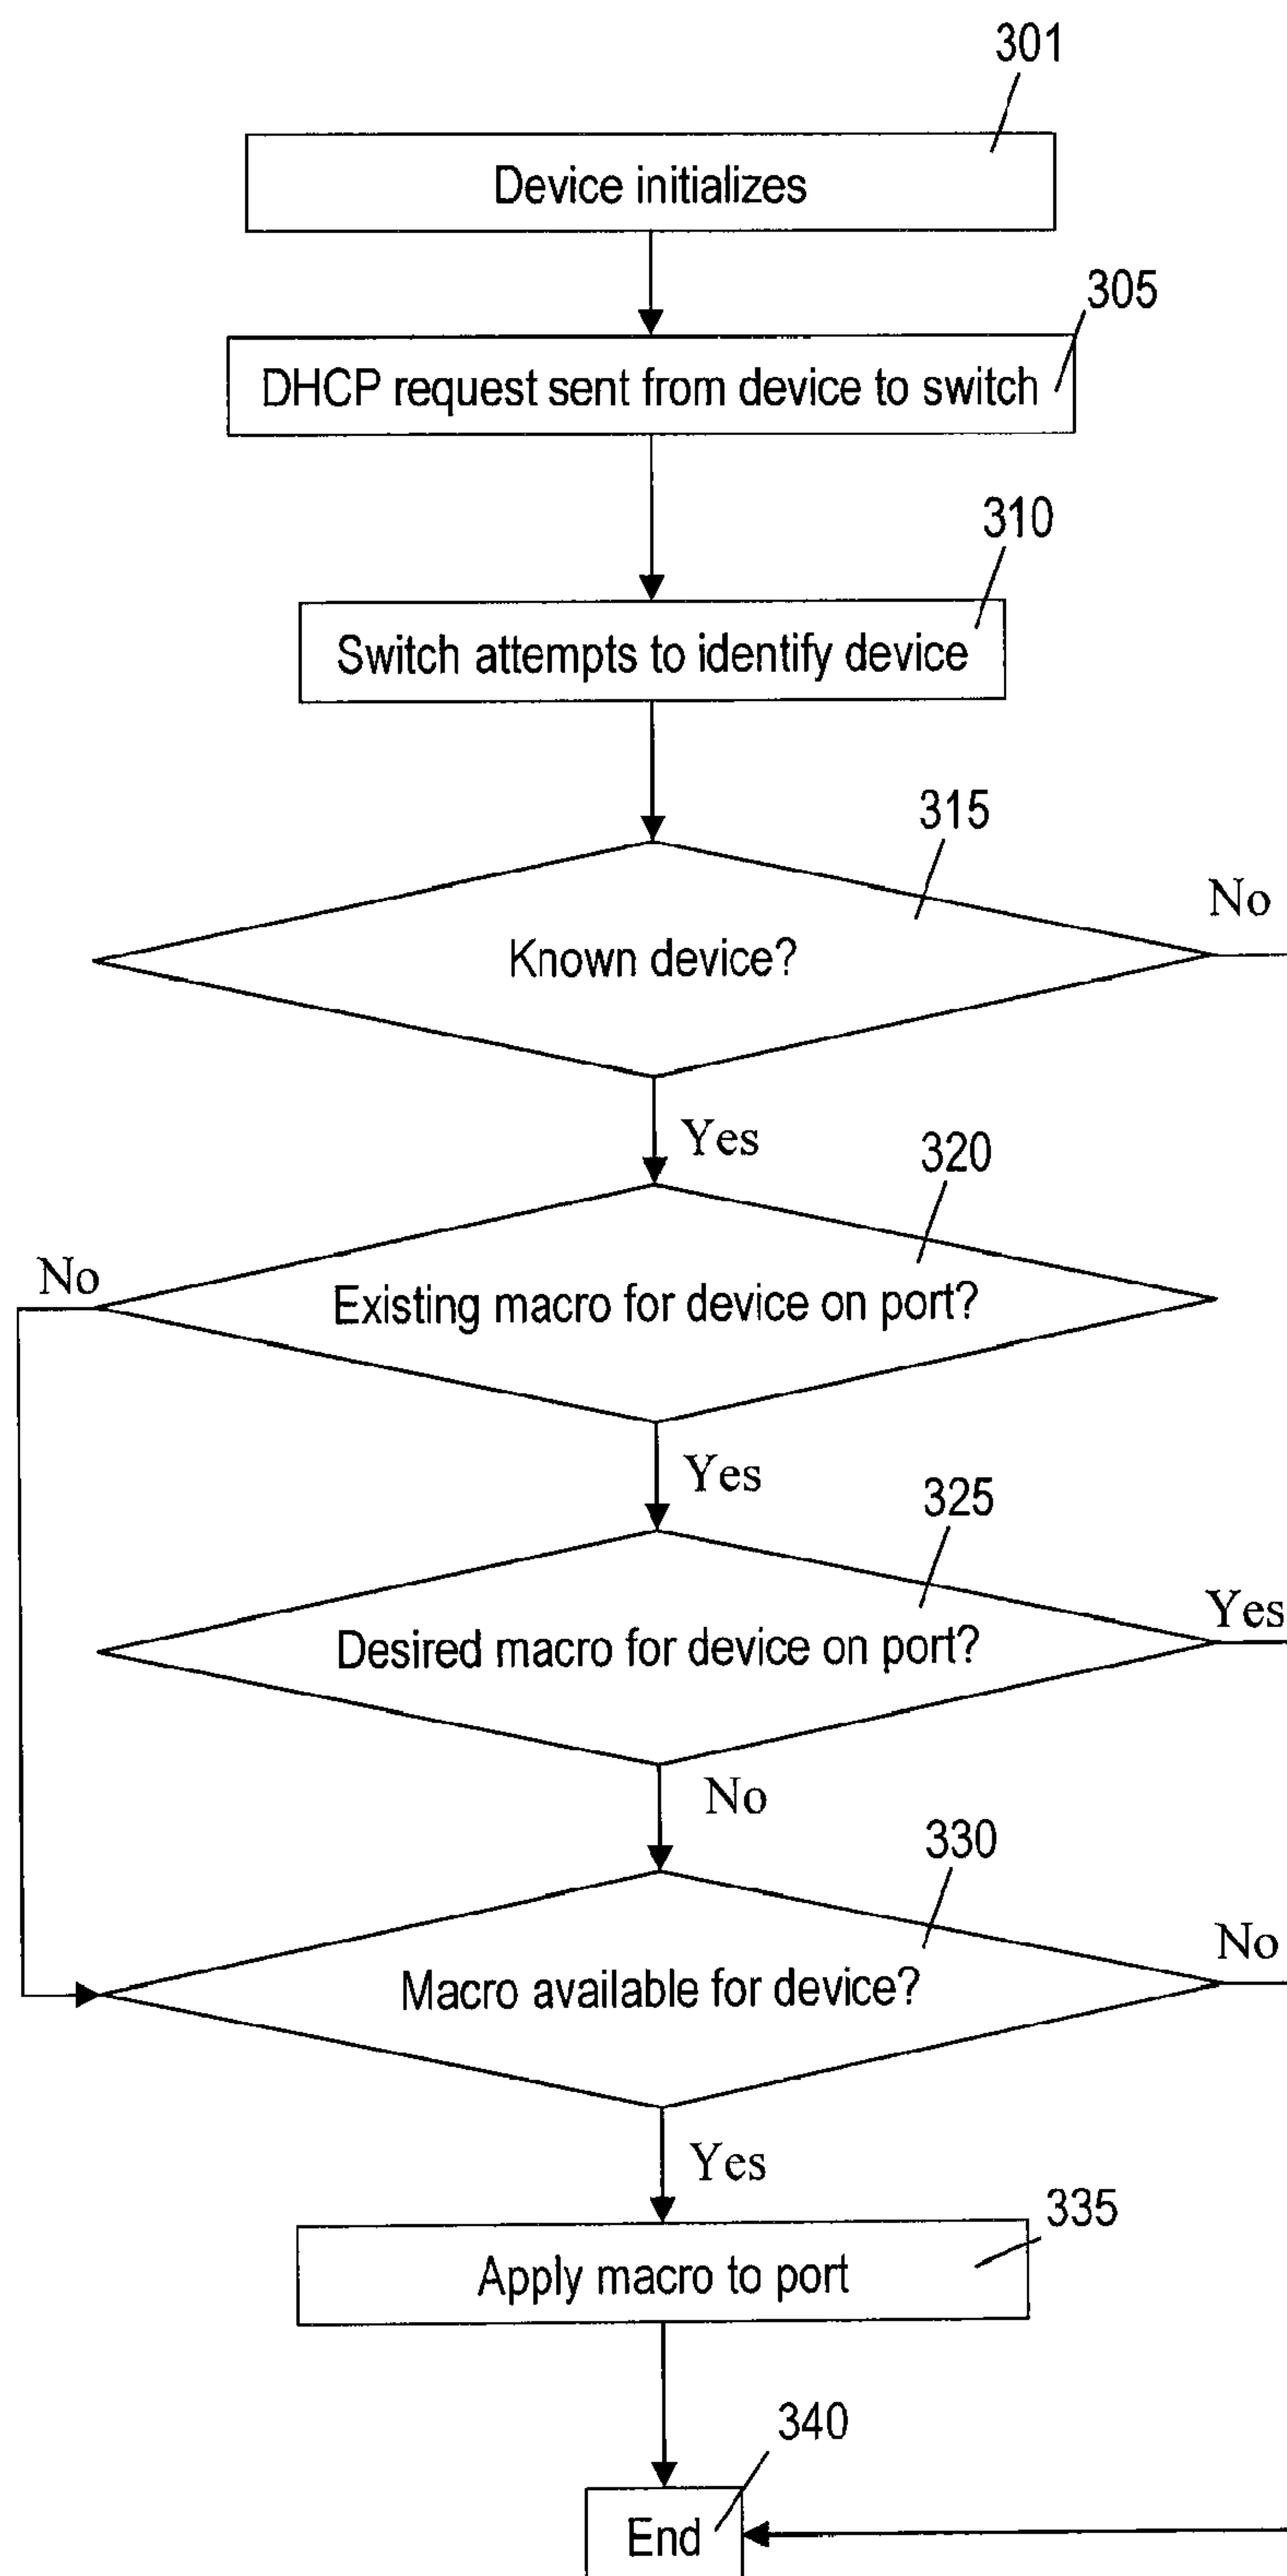 301
Device initializes
305
DHCP request sent from device to switch
310
Switch attempts to identify device
315
No
Known device?
Yes
320
No
Existing macro for device on port?
Yes
325
Yes
Desired macro for device on port?
No
330
No
Macro available for device?
Yes
335
Apply macro to port
340
End